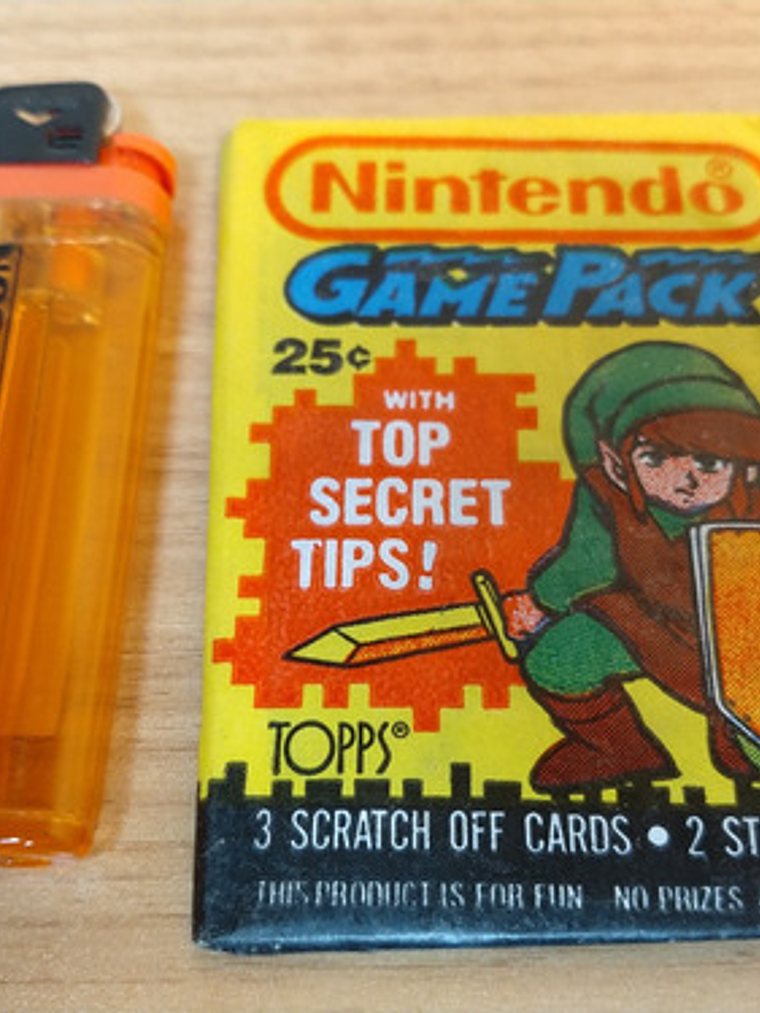 Nintendo®
GAME PACK
25¢
WITH
TOP
SECRET
TIPS!
TOPPS®
3 SCRATCH OFF CARDS • 2 ST
THIS PRODUCT IS FOR FUN NO PRIZES